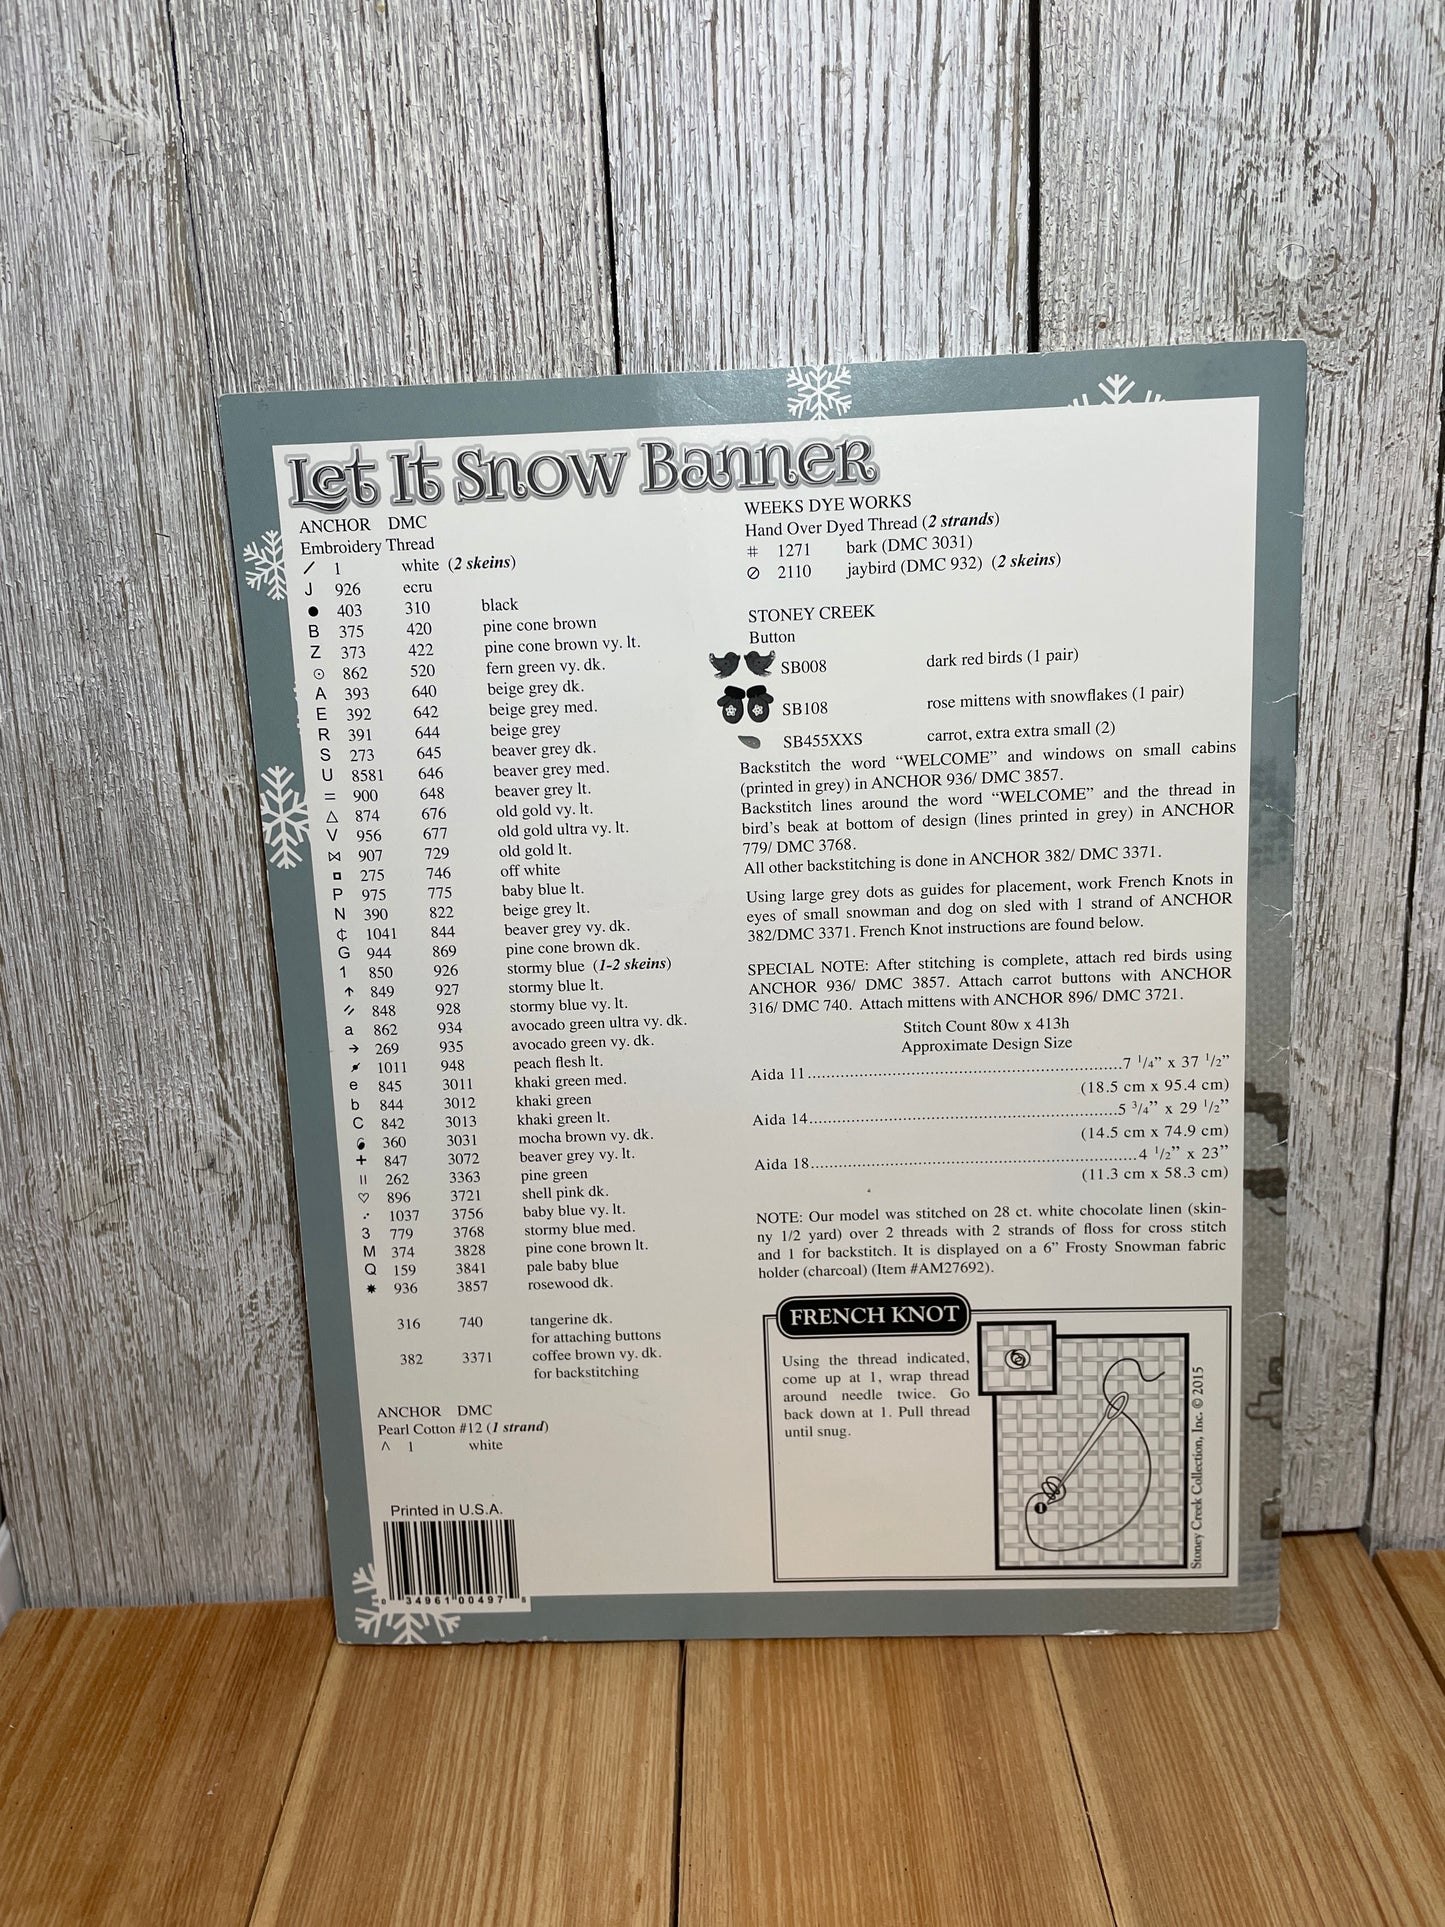 Let It Snow Banner
ANCHOR DMC
Embroidery Thread
/ 1 white (2 skeins)
J 926 ecru
● 403 310 black
B 375 420 pine cone brown
Z 373 422 pine cone brown vy. lt.
⊙ 862 520 fern green vy. dk.
A 393 640 beige grey dk.
E 392 642 beige grey med.
R 391 644 beige grey
S 273 645 beaver grey dk.
U 8581 646 beaver grey med.
= 900 648 beaver grey lt.
△ 874 676 old gold vy. lt.
V 956 677 old gold ultra vy. lt.
⋈ 907 729 old gold lt.
◘ 275 746 off white
P 975 775 baby blue lt.
N 390 822 beige grey lt.
¢ 1041 844 beaver grey vy. dk.
G 944 869 pine cone brown dk.
1 850 926 stormy blue (1-2 skeins)
↑ 849 927 stormy blue lt.
〃 848 928 stormy blue vy. lt.
a 862 934 avocado green ultra vy. dk.
→ 269 935 avocado green vy. dk.
1011 948 peach flesh lt.
e 845 3011 khaki green med.
b 844 3012 khaki green
C 842 3013 khaki green lt.
360 3031 mocha brown vy. dk.
+ 847 3072 beaver grey vy. lt.
ıı 262 3363 pine green
♡ 896 3721 shell pink dk.
⋰ 1037 3756 baby blue vy. lt.
3 779 3768 stormy blue med.
M 374 3828 pine cone brown lt.
Q 159 3841 pale baby blue
✷ 936 3857 rosewood dk.
316 740 tangerine dk.
for attaching buttons
382 3371 coffee brown vy. dk.
for backstitching
ANCHOR DMC
Pearl Cotton #12 (1 strand)
^ 1 white
Printed in U.S.A.
0 34961 00497 8
WEEKS DYE WORKS
Hand Over Dyed Thread (2 strands)
# 1271 bark (DMC 3031)
⊘ 2110 jaybird (DMC 932) (2 skeins)
STONEY CREEK
Button
SB008 dark red birds (1 pair)
SB108 rose mittens with snowflakes (1 pair)
SB455XXS carrot, extra extra small (2)
Backstitch the word “WELCOME” and windows on small cabins
(printed in grey) in ANCHOR 936/ DMC 3857.
Backstitch lines around the word “WELCOME” and the thread in
bird’s beak at bottom of design (lines printed in grey) in ANCHOR
779/ DMC 3768.
All other backstitching is done in ANCHOR 382/ DMC 3371.
Using large grey dots as guides for placement, work French Knots in
eyes of small snowman and dog on sled with 1 strand of ANCHOR
382/DMC 3371. French Knot instructions are found below.
SPECIAL NOTE: After stitching is complete, attach red birds using
ANCHOR 936/ DMC 3857. Attach carrot buttons with ANCHOR
316/ DMC 740. Attach mittens with ANCHOR 896/ DMC 3721.
Stitch Count 80w x 413h
Approximate Design Size
Aida 11........................7 1/4” x 37 1/2”
(18.5 cm x 95.4 cm)
Aida 14........................5 3/4” x 29 1/2”
(14.5 cm x 74.9 cm)
Aida 18........................4 1/2” x 23”
(11.3 cm x 58.3 cm)
NOTE: Our model was stitched on 28 ct. white chocolate linen (skin-
ny 1/2 yard) over 2 threads with 2 strands of floss for cross stitch
and 1 for backstitch. It is displayed on a 6” Frosty Snowman fabric
holder (charcoal) (Item #AM27692).
FRENCH KNOT
Using the thread indicated,
come up at 1, wrap thread
around needle twice. Go
back down at 1. Pull thread
until snug.
1
Stoney Creek Collection, Inc. © 2015